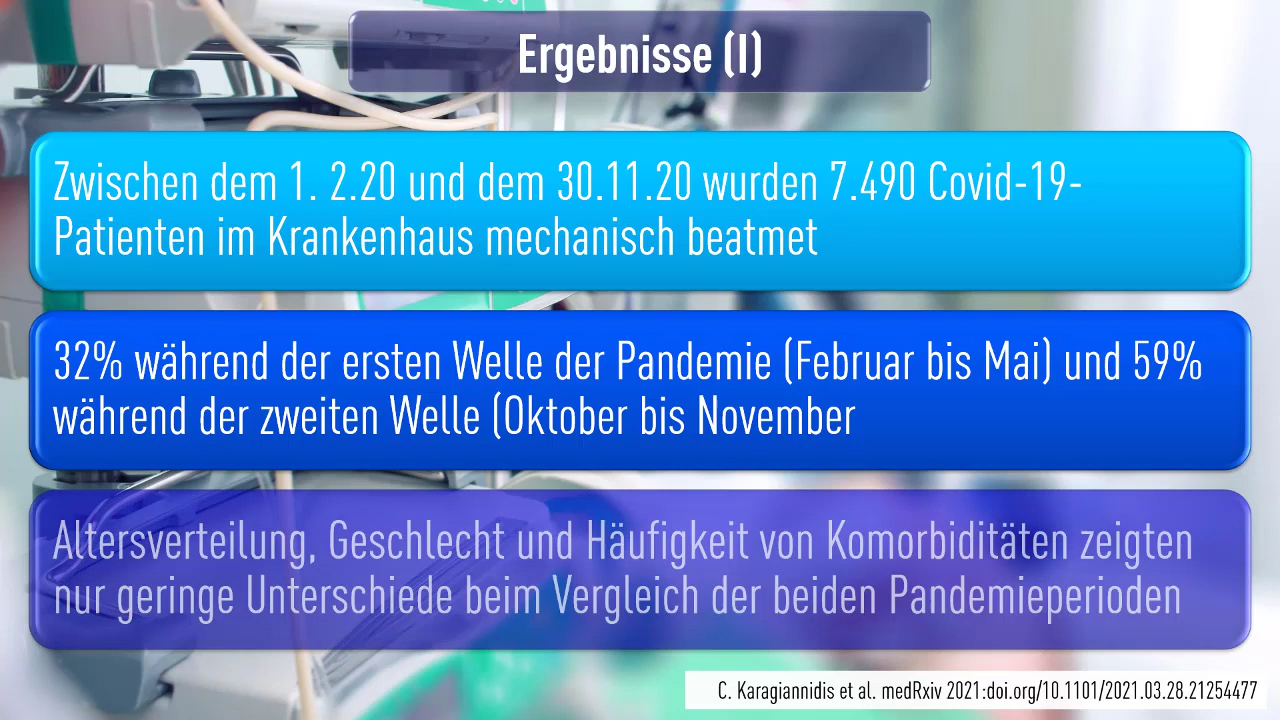 Ergebnisse (I)
Zwischen dem 1. 2.20 und dem 30.11.20 wurden 7.490 Covid-19-
Patienten im Krankenhaus mechanisch beatmet
32% während der ersten Welle der Pandemie (Februar bis Mai) und 59%
während der zweiten Welle (Oktober bis November
Altersverteilung, Geschlecht und Häufigkeit von Komorbiditäten zeigten
nur geringe Unterschiede beim Vergleich der beiden Pandemieperioden
C. Karagiannidis et al. medRxiv 2021:doi.org/10.1101/2021.03.28.21254477